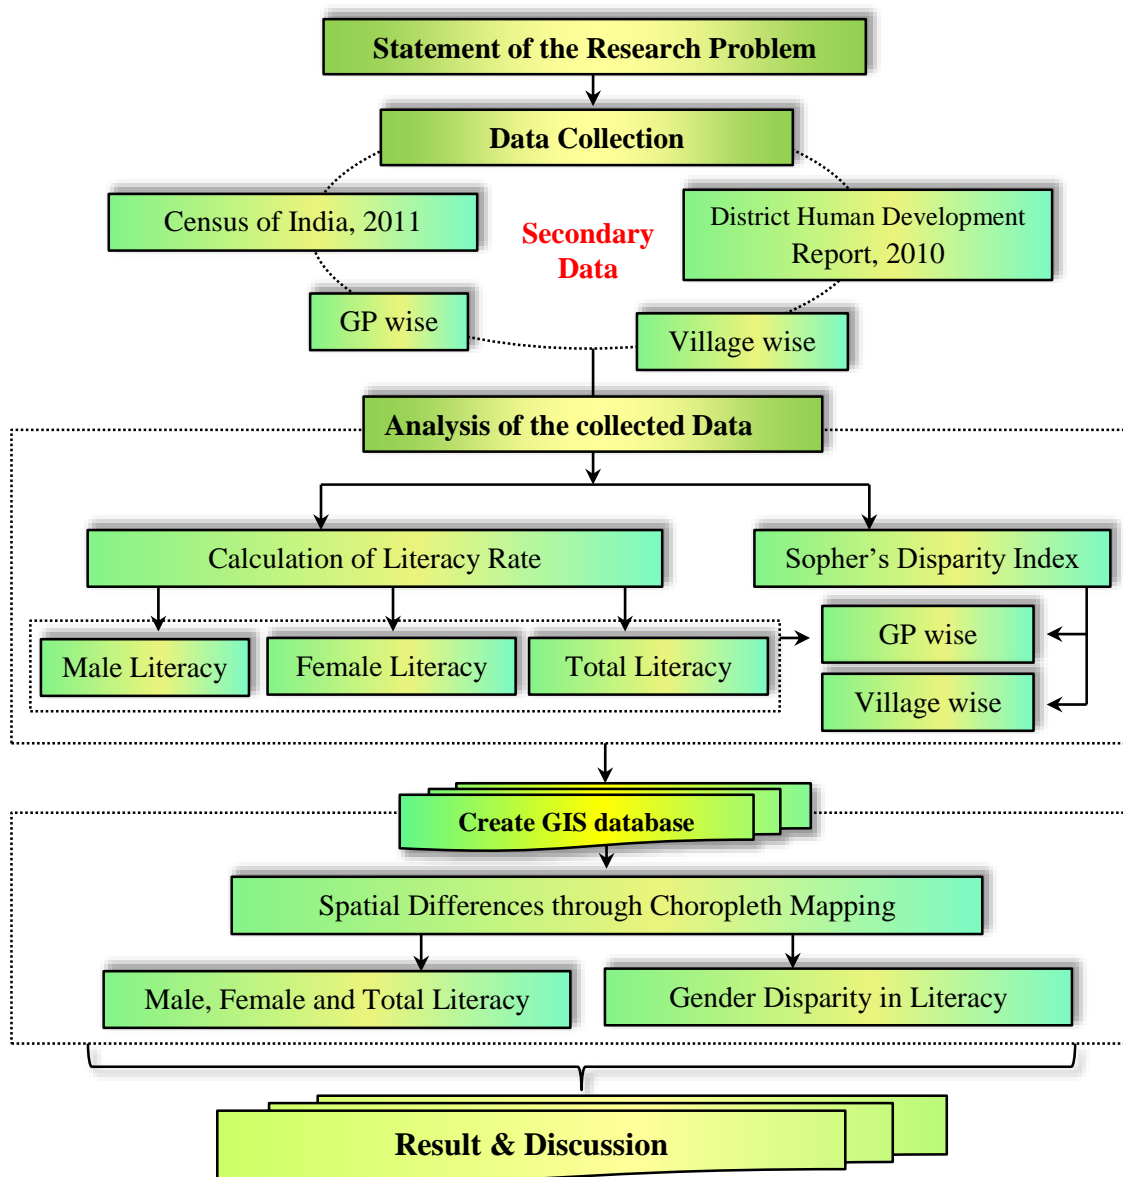 Statement of the Research Problem
Data Collection
Census of India, 2011
Secondary
Data
District Human Development
Report, 2010
GP wise
Village wise
Analysis of the collected Data
Calculation of Literacy Rate
Sopher’s Disparity Index
Male Literacy
Female Literacy
Total Literacy
GP wise
Village wise
Create GIS database
Spatial Differences through Choropleth Mapping
Male, Female and Total Literacy
Gender Disparity in Literacy
Result & Discussion